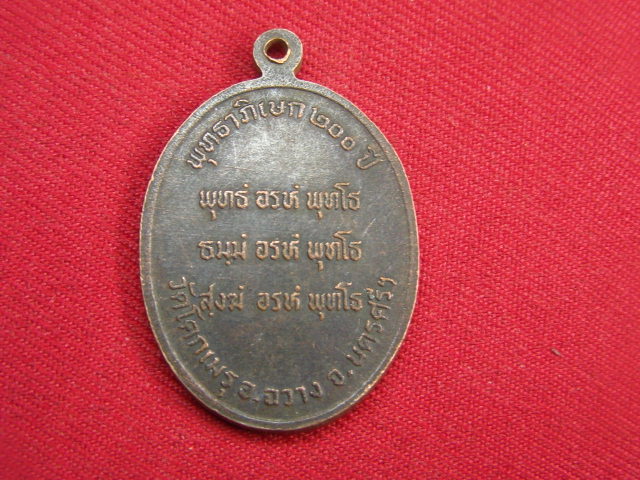 พุทธาภิเษก ๒๐๐ ปี
พุทธํ อรหํ พุทโธ
ธมฺมํ อรหํ พุทโธ
สํฺฆํ อรหํ พุทโธ
วัดโคกเมรุ อ.ฉวาง จ.นครศรีฯ